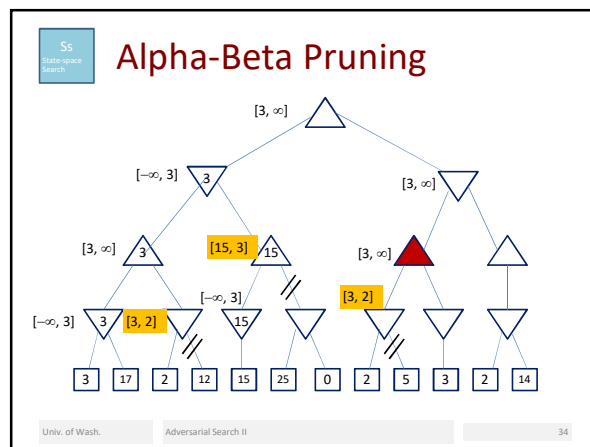 Ss
State-space
Search
Alpha-Beta Pruning
[3, ∞]
[−∞, 3] 3 [3, ∞]
[3, ∞] 3 [15, 3] 15 [3, ∞]
[−∞, 3] 3 [3, 2] [−∞, 3] 15 [3, 2]
3 17 2 12 15 25 0 2 5 3 2 14
Univ. of Wash. Adversarial Search II 34